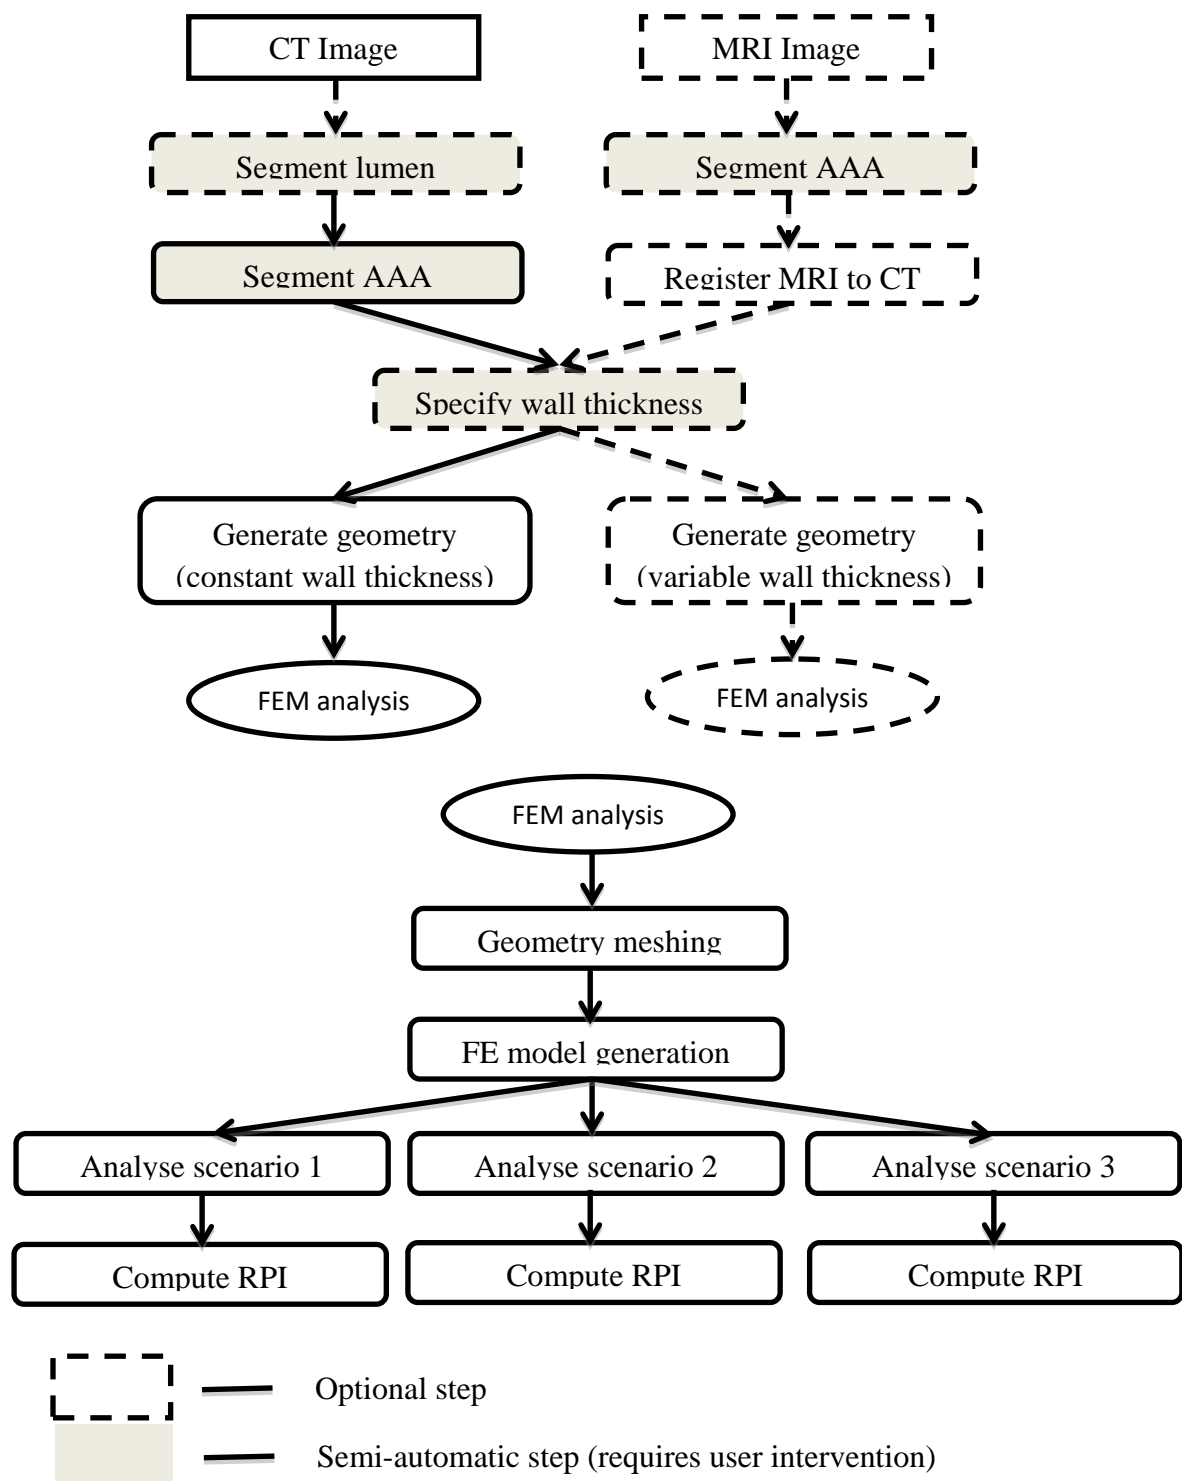 CT Image
MRI Image
Segment lumen
Segment AAA
Segment AAA
Register MRI to CT
Specify wall thickness
Generate geometry
(constant wall thickness)
Generate geometry
(variable wall thickness)
FEM analysis
FEM analysis
FEM analysis
Geometry meshing
FE model generation
Analyse scenario 1
Analyse scenario 2
Analyse scenario 3
Compute RPI
Compute RPI
Compute RPI
Optional step
Semi-automatic step (requires user intervention)